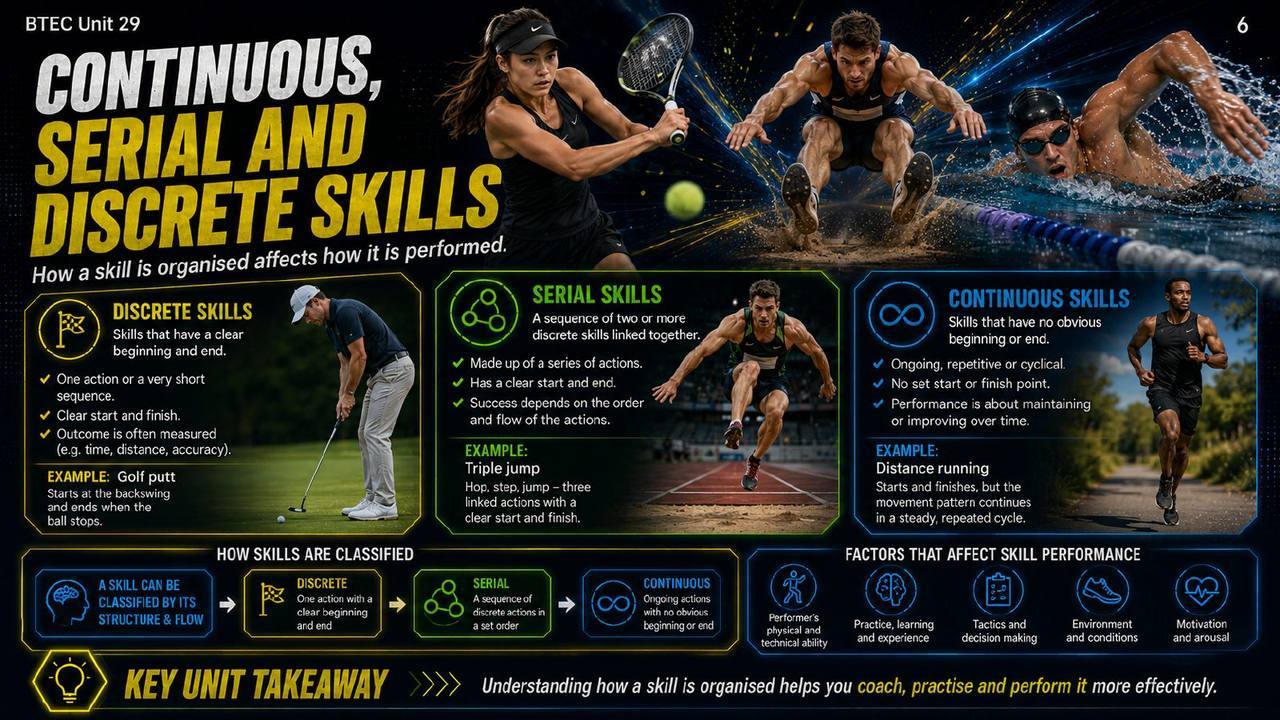 BTEC Unit 29
6
CONTINUOUS,
SERIAL AND
DISCRETE SKILLS
How a skill is organised affects how it is performed.
DISCRETE SKILLS
Skills that have a clear
beginning and end.
One action or a very short
sequence.
Clear start and finish.
Outcome is often measured
(e.g. time, distance, accuracy).
EXAMPLE: Golf putt
Starts at the backswing
and ends when the
ball stops.
SERIAL SKILLS
A sequence of two or more
discrete skills linked together.
Made up of a series of actions.
Has a clear start and end.
Success depends on the order
and flow of the actions.
EXAMPLE:
Triple jump
Hop, step, jump – three
linked actions with a
clear start and finish.
CONTINUOUS SKILLS
Skills that have no obvious
beginning or end.
Ongoing, repetitive or cyclical.
No set start or finish point.
Performance is about maintaining
or improving over time.
EXAMPLE:
Distance running
Starts and finishes, but the
movement pattern continues
in a steady, repeated cycle.
HOW SKILLS ARE CLASSIFIED
A SKILL CAN BE
CLASSIFIED BY ITS
STRUCTURE & FLOW
DISCRETE
One action with a
clear beginning
and end
SERIAL
A sequence of
discrete actions in
a set order
CONTINUOUS
Ongoing actions
with no obvious
beginning or end
FACTORS THAT AFFECT SKILL PERFORMANCE
Performer's
physical and
technical ability
Practice, learning
and experience
Tactics and
decision making
Environment
and conditions
Motivation
and arousal
KEY UNIT TAKEAWAY
Understanding how a skill is organised helps you coach, practise and perform it more effectively.